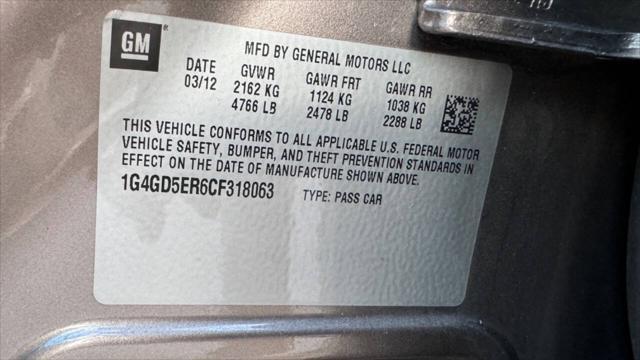 GM
MFD BY GENERAL MOTORS LLC
DATE GVWR GAWR FRT GAWR RR
03/12 2162 KG 1124 KG 1038 KG
4766 LB 2478 LB 2288 LB
THIS VEHICLE CONFORMS TO ALL APPLICABLE U.S. FEDERAL MOTOR
VEHICLE SAFETY, BUMPER, AND THEFT PREVENTION STANDARDS IN
EFFECT ON THE DATE OF MANUFACTURE SHOWN ABOVE.
1G4GD5ER6CF318063 TYPE: PASS CAR